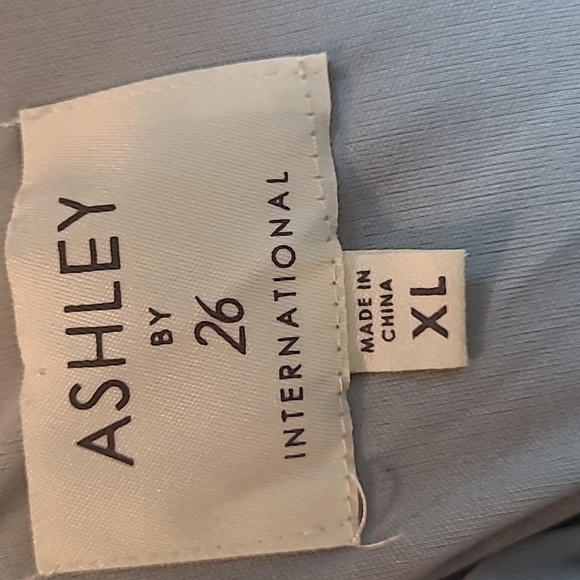 ASHLEY
BY
26
INTERNATIONAL
MADE IN
CHINA
XL